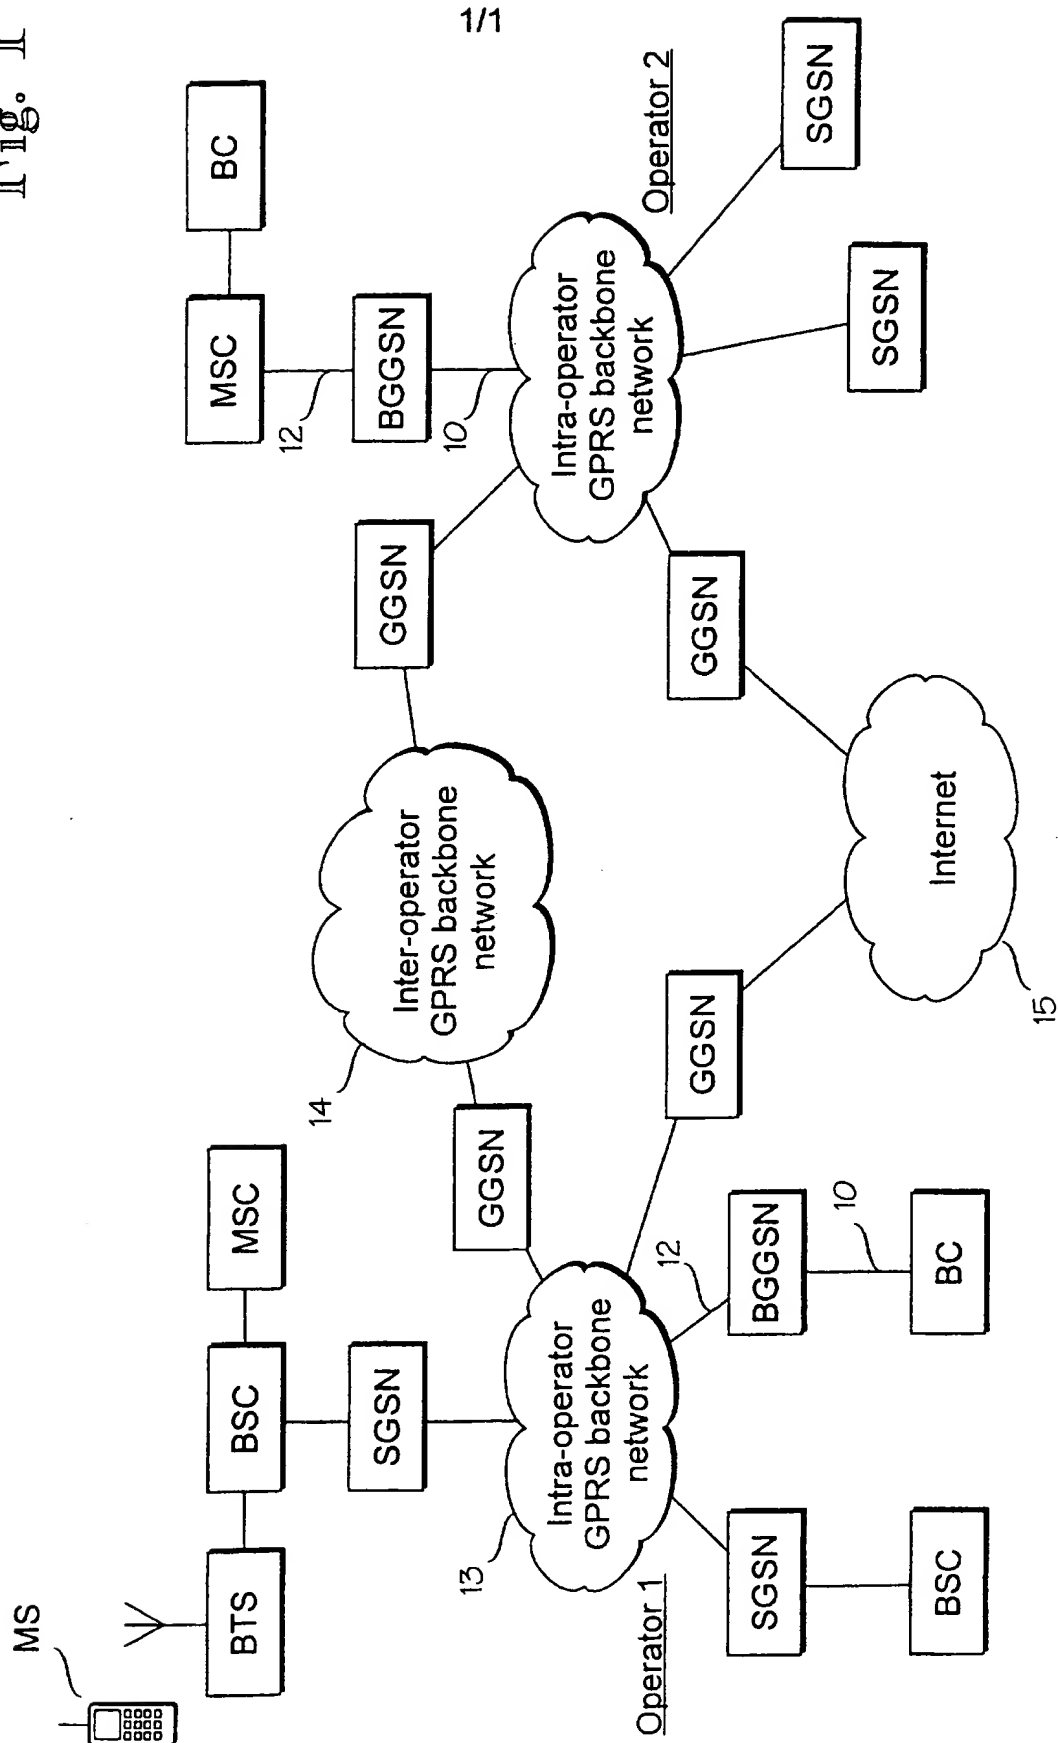 1/1
Fig. 1
MS
BTS
BSC
MSC
SGSN
14
Inter-operator
GPRS backbone
network
GGSN
GGSN
MSC
BC
12
BGGSN
10
13
Intra-operator
GPRS backbone
network
Operator 1
Intra-operator
GPRS backbone
network
Operator 2
SGSN
BSC
12
BGGSN
10
BC
GGSN
15
Internet
GGSN
SGSN
SGSN